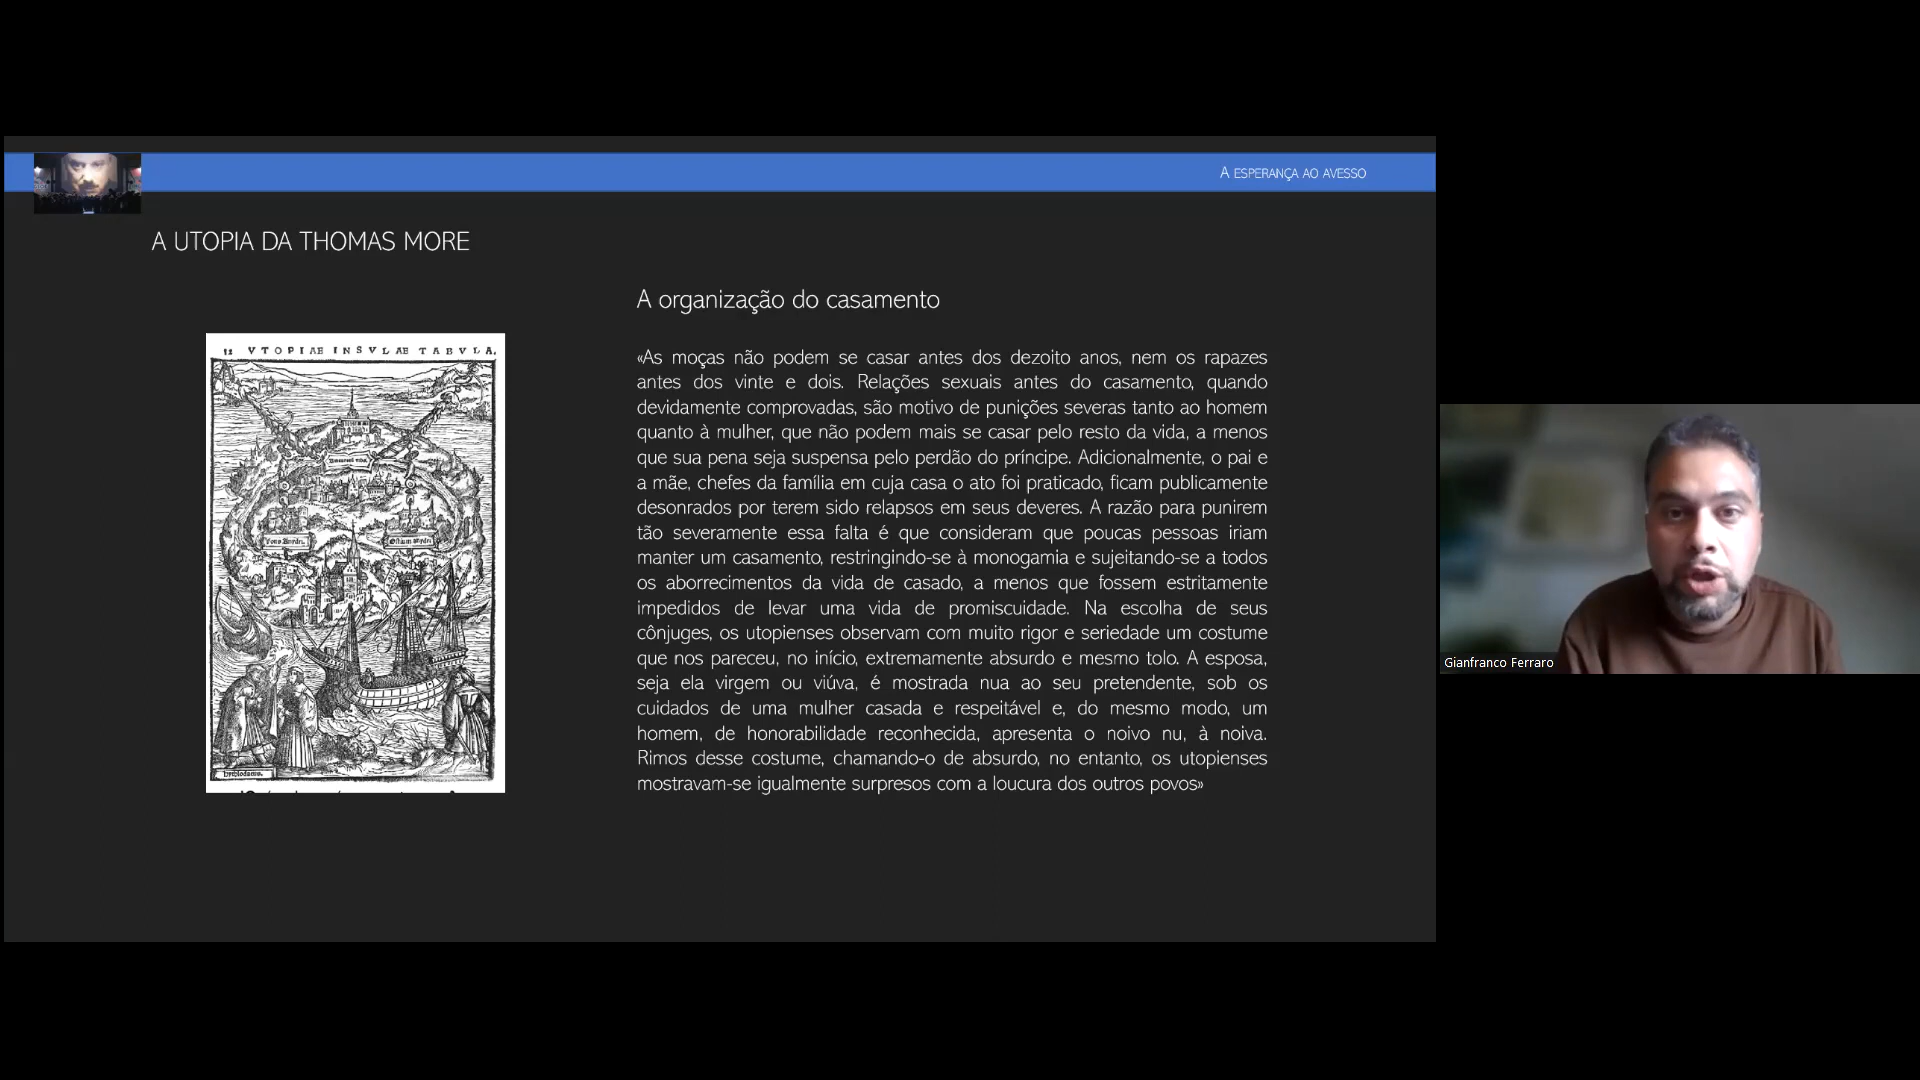 A ESPERANÇA AO AVESSO
A UTOPIA DA THOMAS MORE
A organização do casamento
12 VTOPIAE INSVLAE TABVLA.
«As moças não podem se casar antes dos dezoito anos, nem os rapazes
antes dos vinte e dois. Relações sexuais antes do casamento, quando
devidamente comprovadas, são motivo de punições severas tanto ao homem
quanto à mulher, que não podem mais se casar pelo resto da vida, a menos
que sua pena seja suspensa pelo perdão do príncipe. Adicionalmente, o pai e
a mãe, chefes da família em cuja casa o ato foi praticado, ficam publicamente
desonrados por terem sido relapsos em seus deveres. A razão para punirem
tão severamente essa falta é que consideram que poucas pessoas iriam
manter um casamento, restringindo-se à monogamia e sujeitando-se a todos
os aborrecimentos da vida de casado, a menos que fossem estritamente
impedidos de levar uma vida de promiscuidade. Na escolha de seus
cônjuges, os utopienses observam com muito rigor e seriedade um costume
que nos pareceu, no início, extremamente absurdo e mesmo tolo. A esposa,
seja ela virgem ou viúva, é mostrada nua ao seu pretendente, sob os
cuidados de uma mulher casada e respeitável e, do mesmo modo, um
homem, de honorabilidade reconhecida, apresenta o noivo nu, à noiva.
Rimos desse costume, chamando-o de absurdo, no entanto, os utopienses
mostravam-se igualmente surpresos com a loucura dos outros povos»
Gianfranco Ferraro